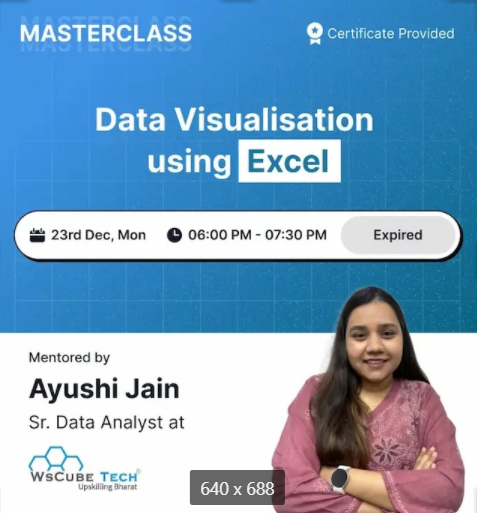 MASTERCLASS
Certificate Provided
Data Visualisation
using Excel
23rd Dec, Mon 06:00 PM - 07:30 PM Expired
Mentored by
Ayushi Jain
Sr. Data Analyst at
WsCube Tech
Upskilling Bharat
640 x 688